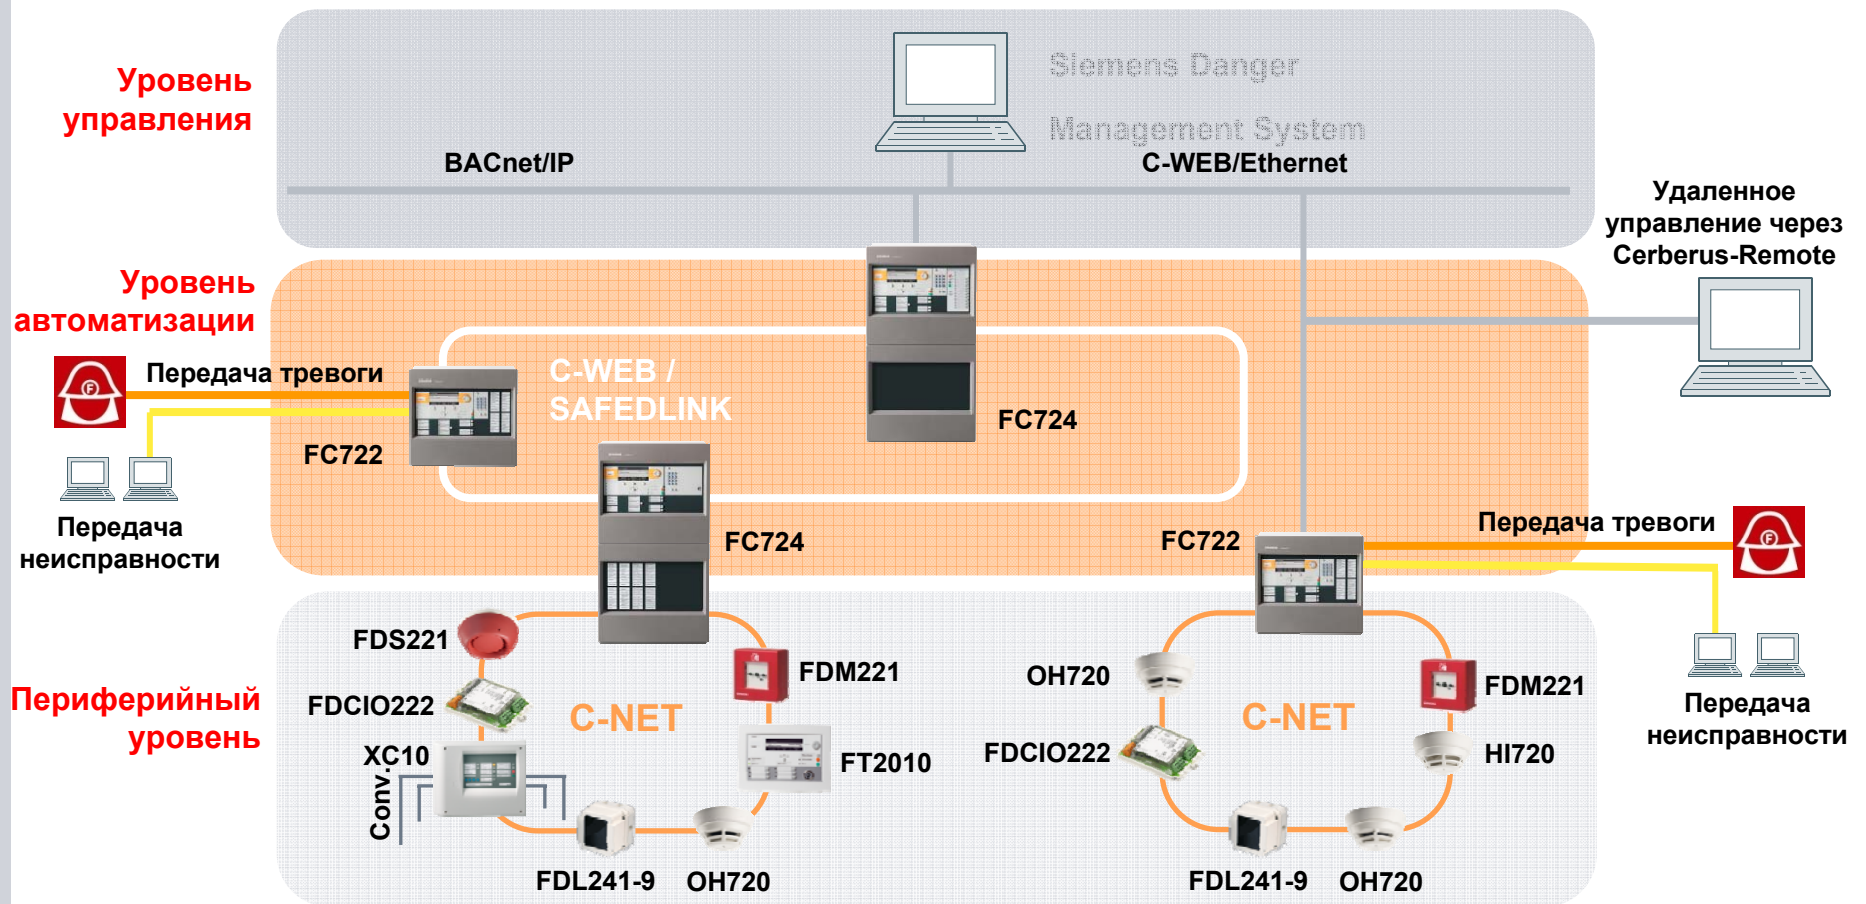 Уровень
управления
Siemens Danger
Management System
BACnet/IP
C-WEB/Ethernet
Удаленное
управление через
Cerberus-Remote
Уровень
автоматизации
Передача тревоги
C-WEB /
SAFEDLINK
FC724
FC722
Передача
неисправности
FC724
FC722
Передача тревоги
FDS221
FDM221
OH720
FDM221
Периферийный
уровень
FDCIO222
C-NET
C-NET
Передача
неисправности
XC10
FT2010
FDCIO222
HI720
Conv.
FDL241-9
OH720
FDL241-9
OH720